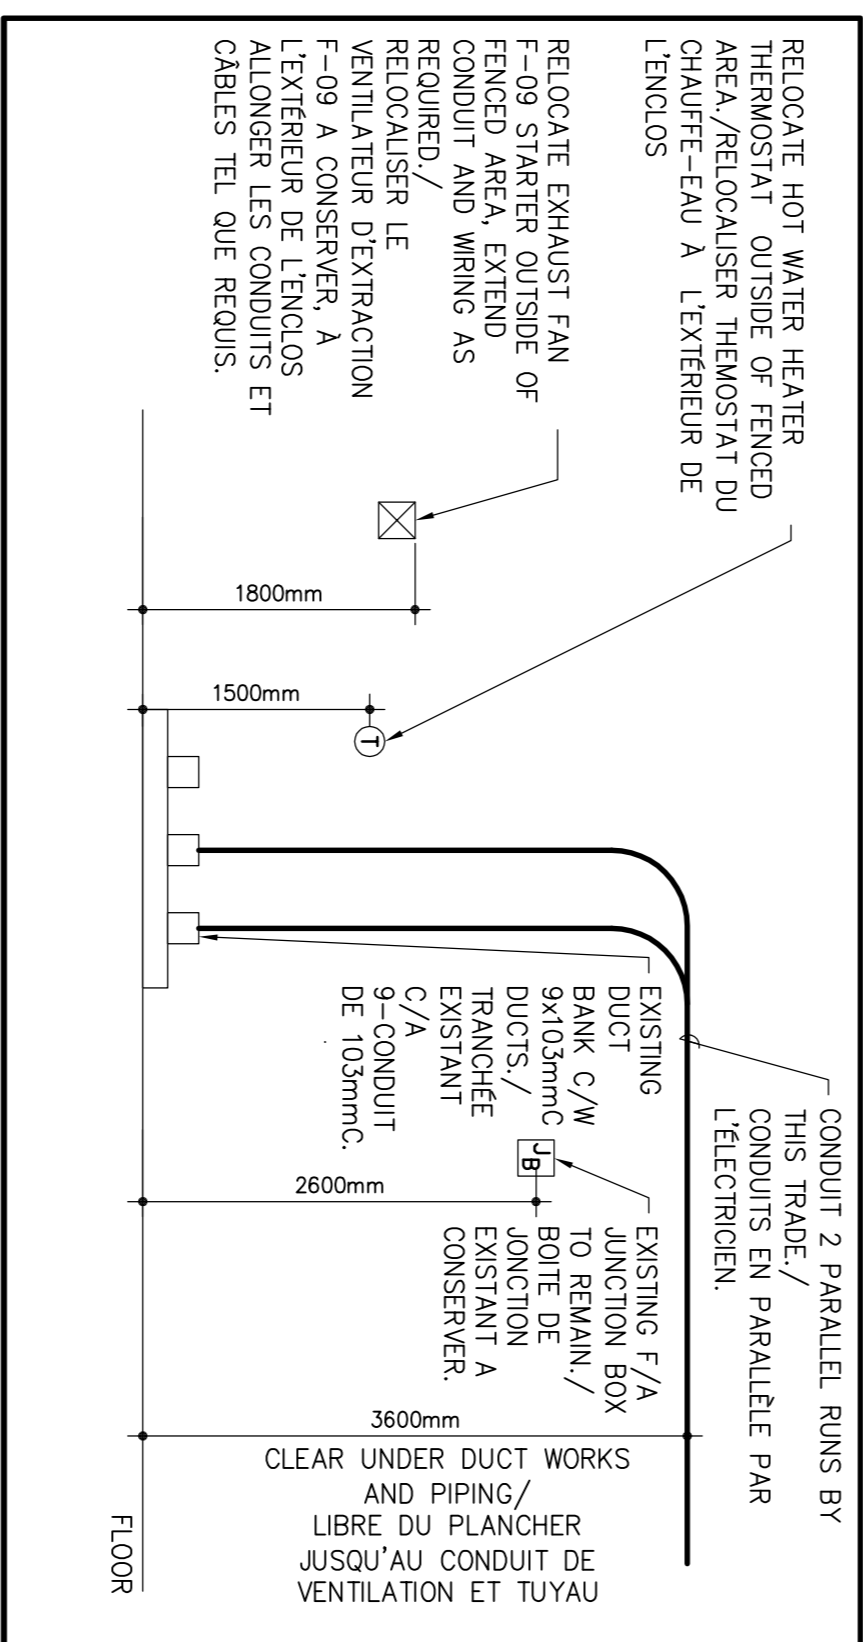 RELOCATE HOT WATER HEATER
THERMOSTAT OUTSIDE OF FENCED
AREA./RELOCALISER THEMOSTAT DU
CHAUFFE-EAU À L'EXTÉRIEUR DE
L'ENCLOS
RELOCATE EXHAUST FAN
F-09 STARTER OUTSIDE OF
FENCED AREA, EXTEND
CONDUIT AND WIRING AS
REQUIRED./
RELOCALISER LE
VENTILATEUR D'EXTRACTION
F-09 A CONSERVER, À
L'EXTÉRIEUR DE L'ENCLOS
ALLONGER LES CONDUITS ET
CÂBLES TEL QUE REQUIS.
1800mm
1500mm
T
CONDUIT 2 PARALLEL RUNS BY
THIS TRADE./
CONDUITS EN PARALLÈLE PAR
L'ÉLECTRICIEN.
EXISTING
DUCT
BANK C/W
9x103mmC
DUCTS./
TRANCHÉE
EXISTANT
C/A
9-CONDUIT
DE 103mmC.
JB
2600mm
EXISTING F/A
JUNCTION BOX
TO REMAIN./
BOITE DE
JONCTION
EXISTANT A
CONSERVER.
3600mm
CLEAR UNDER DUCT WORKS
AND PIPING/
LIBRE DU PLANCHER
JUSQU'AU CONDUIT DE
VENTILATION ET TUYAU
FLOOR